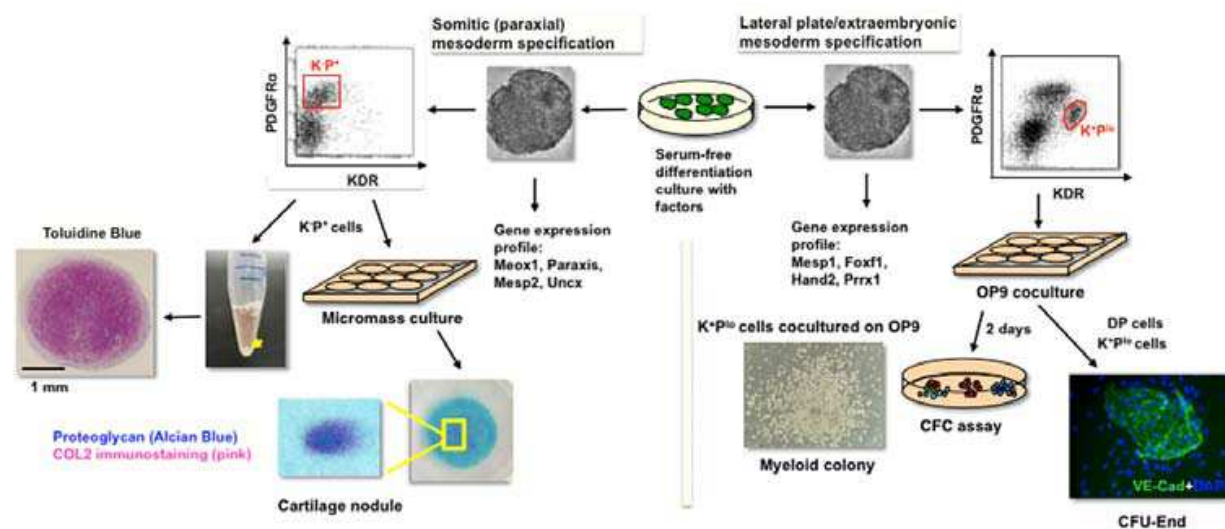 Somitic (paraxial)
mesoderm specification
Lateral plate/extraembryonic
mesoderm specification
K⁻P⁺
PDGFRα
KDR
PDGFRα
K⁺Pˡᵒ
KDR
Serum-free
differentiation
culture with
factors
K⁻P⁺ cells
Gene expression
profile:
Meox1, Paraxis,
Mesp2, Uncx
Gene expression
profile:
Mesp1, Foxf1,
Hand2, Prrx1
Toluidine Blue
1 mm
Micromass culture
OP9 coculture
K⁺Pˡᵒ cells cocultured on OP9
2 days
DP cells
K⁺Pˡᵒ cells
Proteoglycan (Alcian Blue)
COL2 immunostaining (pink)
Cartilage nodule
Myeloid colony
CFC assay
VE-Cad+DAPI
CFU-End